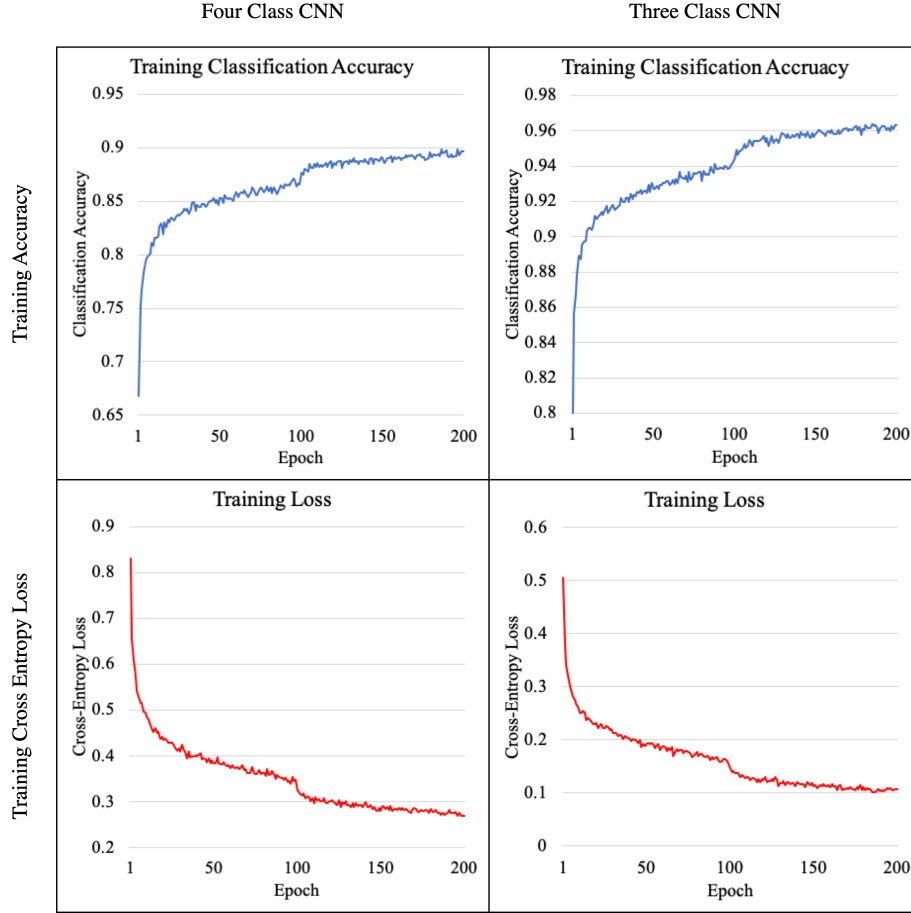 Four Class CNN
Three Class CNN
Training Accuracy
Training Classification Accuracy
0.95
0.9
0.85
0.8
0.75
0.7
0.65
Classification Accuracy
1 50 100 150 200
Epoch
Training Classification Accruacy
0.98
0.96
0.94
0.92
0.9
0.88
0.86
0.84
0.82
0.8
Classification Accuracy
1 50 100 150 200
Epoch
Training Cross Entropy Loss
Training Loss
0.9
0.8
0.7
0.6
0.5
0.4
0.3
0.2
Cross-Entropy Loss
1 50 100 150 200
Epoch
Training Loss
0.6
0.5
0.4
0.3
0.2
0.1
0
Cross-Entropy Loss
1 50 100 150 200
Epoch